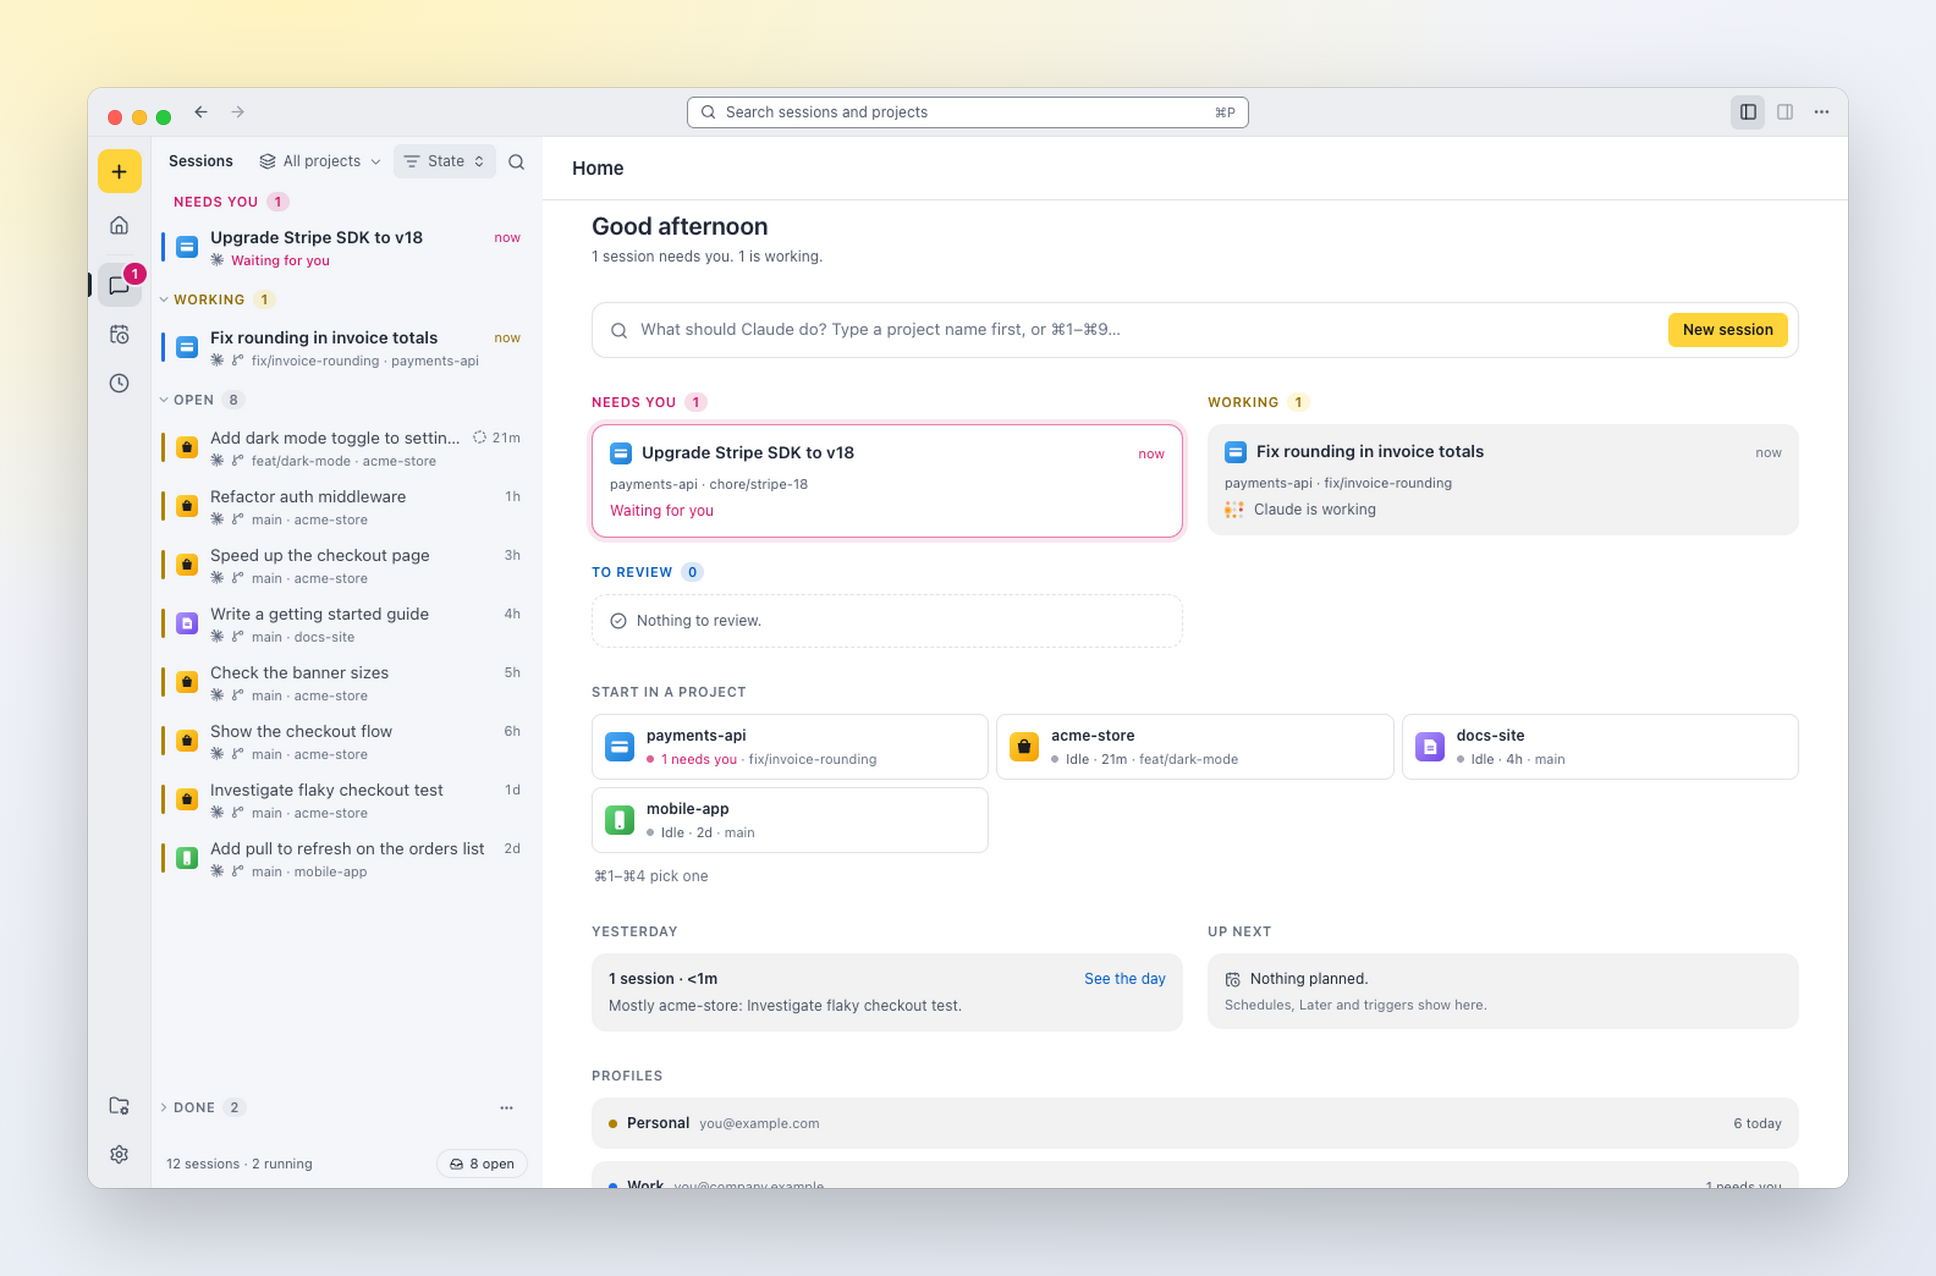 Search sessions and projects ⌘P
Sessions All projects State
NEEDS YOU 1
Upgrade Stripe SDK to v18 now
Waiting for you
WORKING 1
Fix rounding in invoice totals now
fix/invoice-rounding · payments-api
OPEN 8
Add dark mode toggle to settin... 21m
feat/dark-mode · acme-store
Refactor auth middleware 1h
main · acme-store
Speed up the checkout page 3h
main · acme-store
Write a getting started guide 4h
main · docs-site
Check the banner sizes 5h
main · acme-store
Show the checkout flow 6h
main · acme-store
Investigate flaky checkout test 1d
main · acme-store
Add pull to refresh on the orders list 2d
main · mobile-app
DONE 2
12 sessions · 2 running 8 open
1
Home
Good afternoon
1 session needs you. 1 is working.
What should Claude do? Type a project name first, or ⌘1–⌘9... New session
NEEDS YOU 1
Upgrade Stripe SDK to v18 now
payments-api · chore/stripe-18
Waiting for you
WORKING 1
Fix rounding in invoice totals now
payments-api · fix/invoice-rounding
Claude is working
TO REVIEW 0
Nothing to review.
START IN A PROJECT
payments-api
1 needs you · fix/invoice-rounding
acme-store
Idle · 21m · feat/dark-mode
docs-site
Idle · 4h · main
mobile-app
Idle · 2d · main
⌘1–⌘4 pick one
YESTERDAY
1 session · <1m See the day
Mostly acme-store: Investigate flaky checkout test.
UP NEXT
Nothing planned.
Schedules, Later and triggers show here.
PROFILES
Personal you@example.com 6 today
Work you@company.example 1 needs you